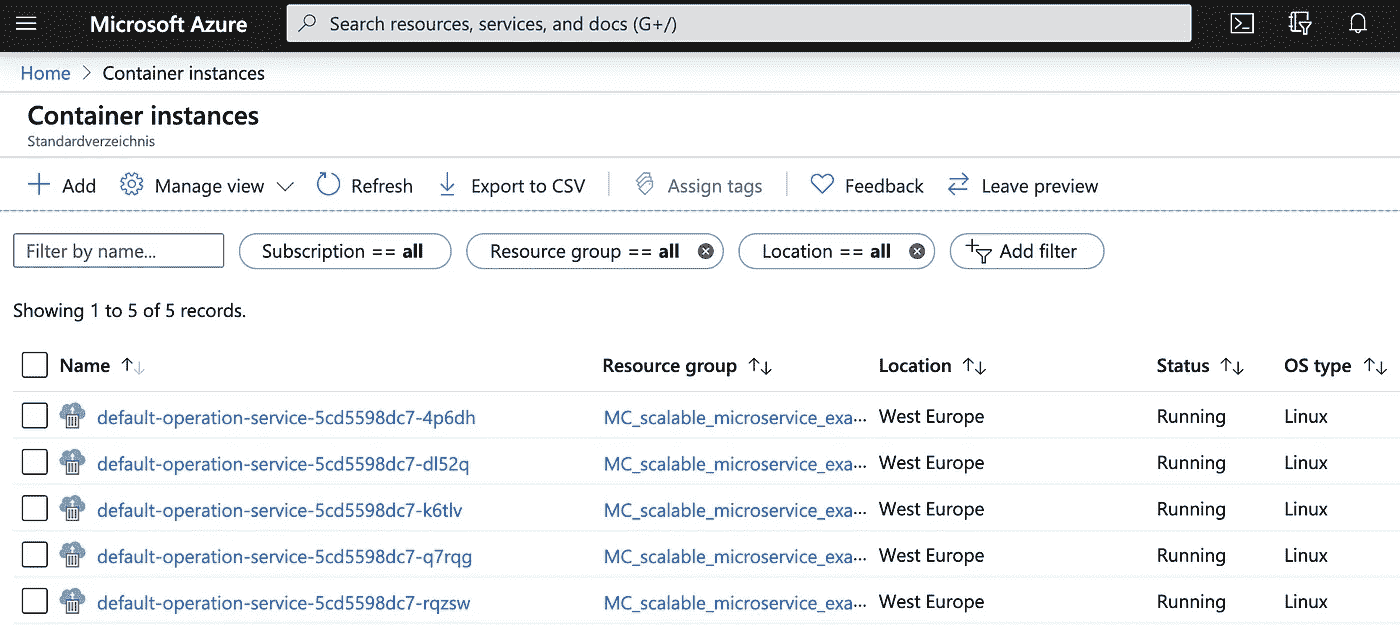 Microsoft Azure Search resources, services, and docs (G+/)
Home > Container instances
Container instances
Standardverzeichnis
Add Manage view Refresh Export to CSV Assign tags Feedback Leave preview
Filter by name... Subscription == all Resource group == all Location == all Add filter
Showing 1 to 5 of 5 records.
Name Resource group Location Status OS type
default-operation-service-5cd5598dc7-4p6dh MC_scalable_microservice_exa... West Europe Running Linux
default-operation-service-5cd5598dc7-dl52q MC_scalable_microservice_exa... West Europe Running Linux
default-operation-service-5cd5598dc7-k6tlv MC_scalable_microservice_exa... West Europe Running Linux
default-operation-service-5cd5598dc7-q7rqg MC_scalable_microservice_exa... West Europe Running Linux
default-operation-service-5cd5598dc7-rqzsw MC_scalable_microservice_exa... West Europe Running Linux